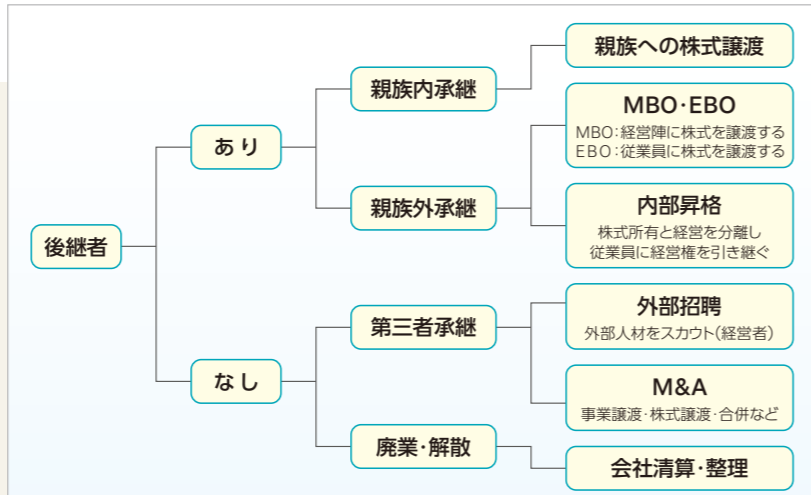 後継者
あり
親族内承継
親族への株式譲渡
親族外承継
MBO・EBO
MBO：経営陣に株式を譲渡する
EBO：従業員に株式を譲渡する
内部昇格
株式所有と経営を分離し
従業員に経営権を引き継ぐ
なし
第三者承継
外部招聘
外部人材をスカウト（経営者）
M&A
事業譲渡・株式譲渡・合併など
廃業・解散
会社清算・整理